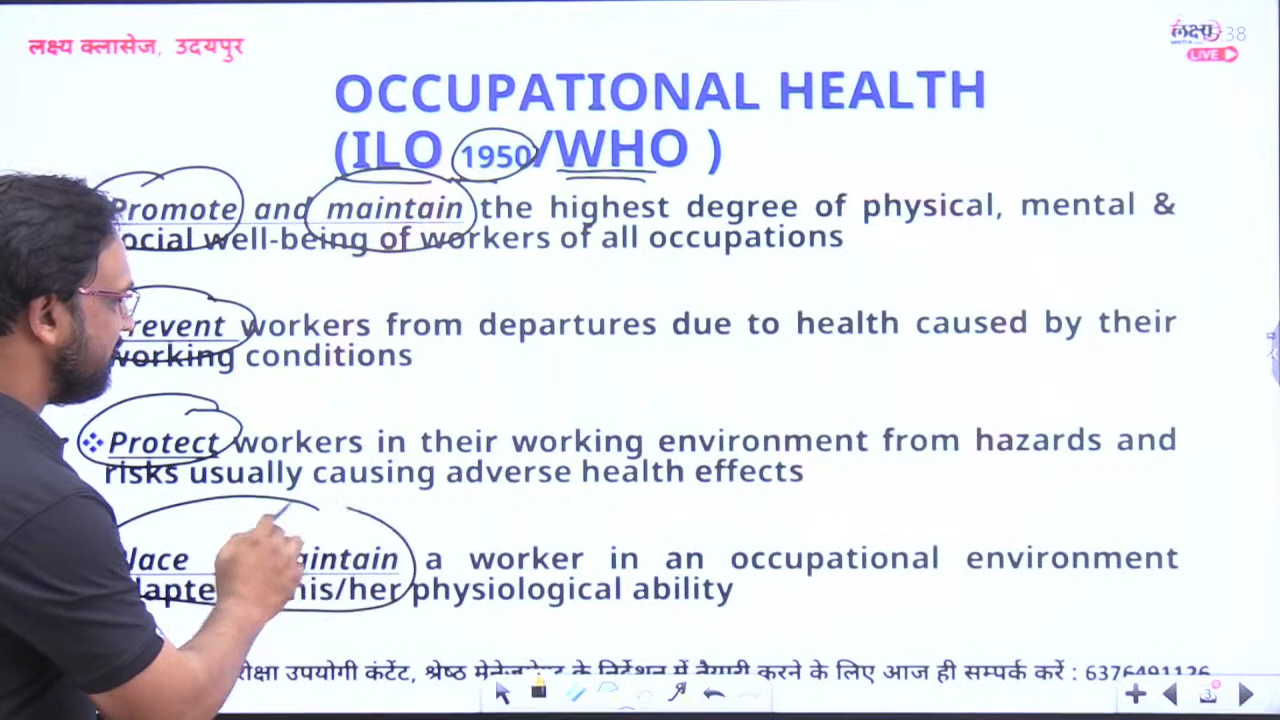 लक्ष्य क्लासेज, उदयपुर
लक्ष्य 38
LIVE
OCCUPATIONAL HEALTH
(ILO 1950/WHO )
Promote and maintain the highest degree of physical, mental &
ocial well-being of workers of all occupations
revent workers from departures due to health caused by their
working conditions
Protect workers in their working environment from hazards and
risks usually causing adverse health effects
lace aintain a worker in an occupational environment
dapte his/her physiological ability
रीक्षा उपयोगी कंटेंट, श्रेष्ठ मेनेजमेन्ट के निर्देशन में तैयारी करने के लिए आज ही सम्पर्क करें : 6376491126
3